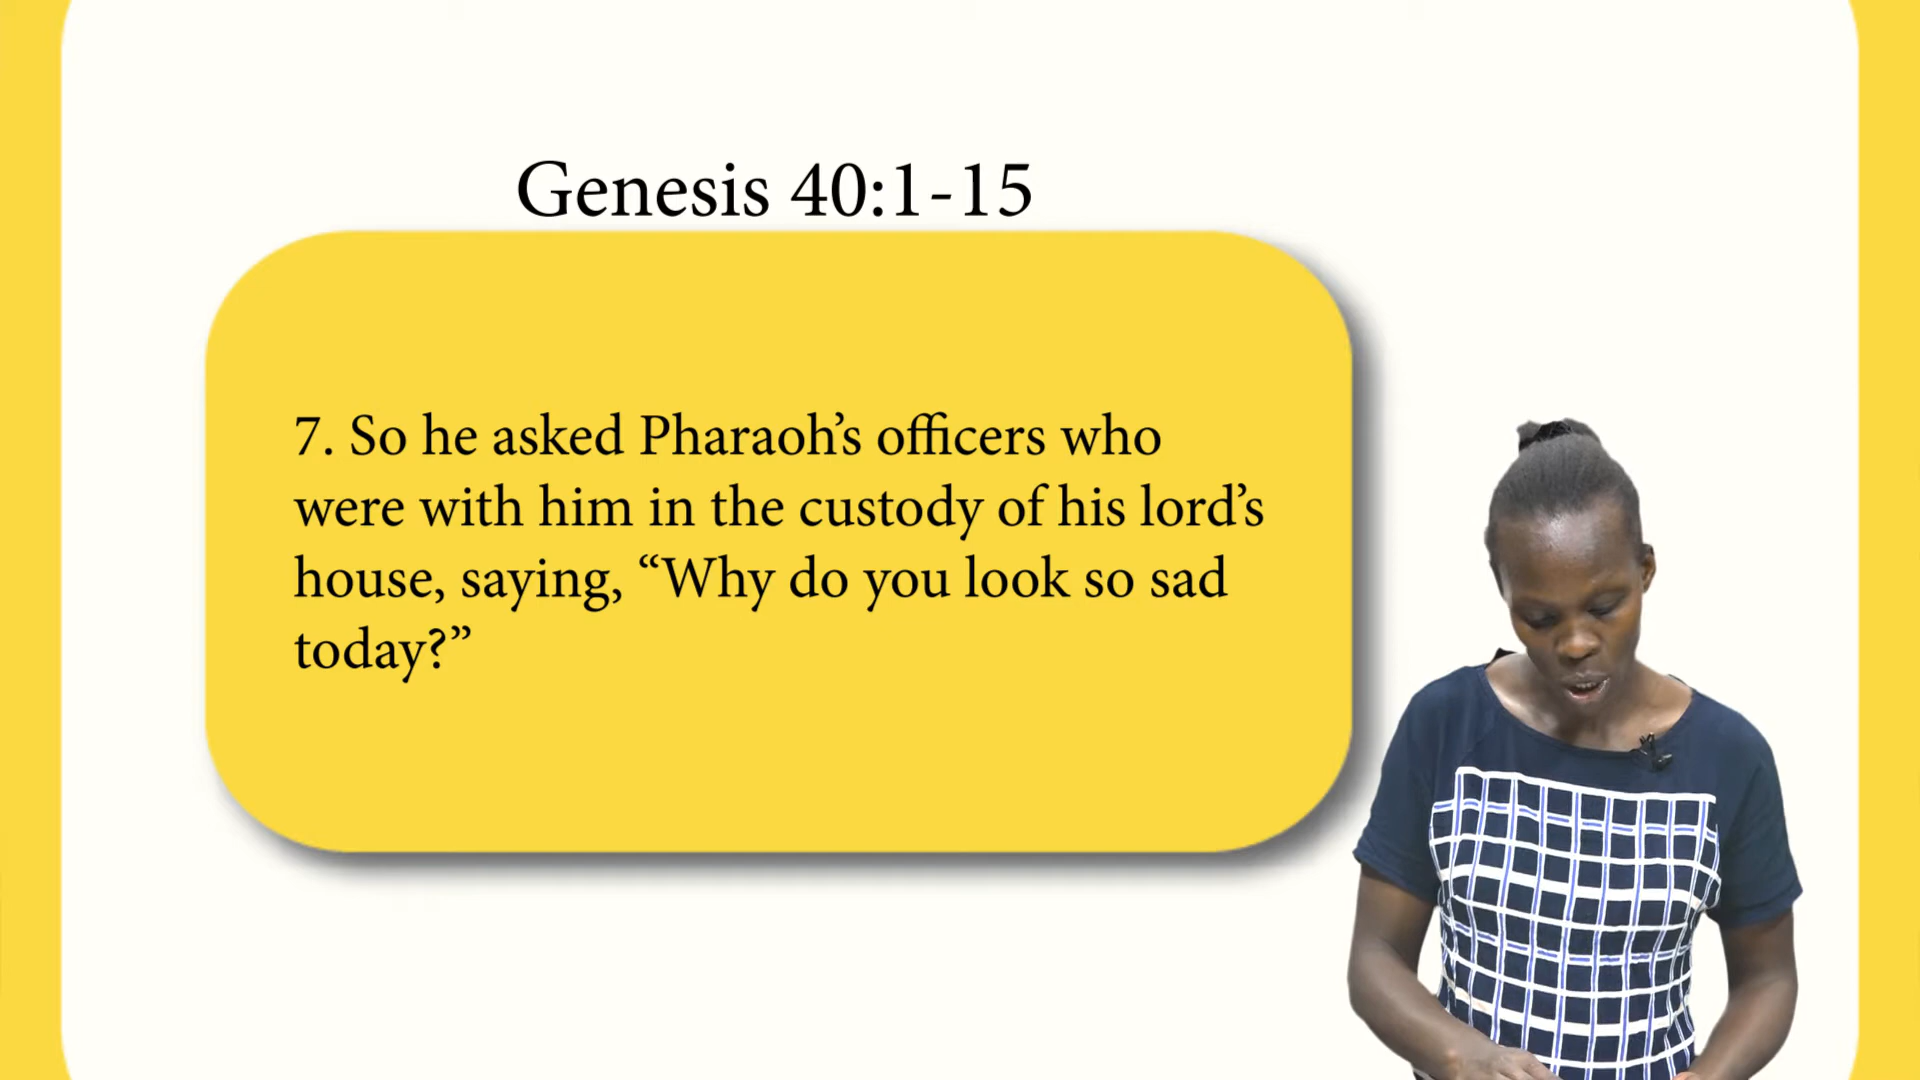 Genesis 40:1-15
7. So he asked Pharaoh’s officers who
were with him in the custody of his lord’s
house, saying, “Why do you look so sad
today?”